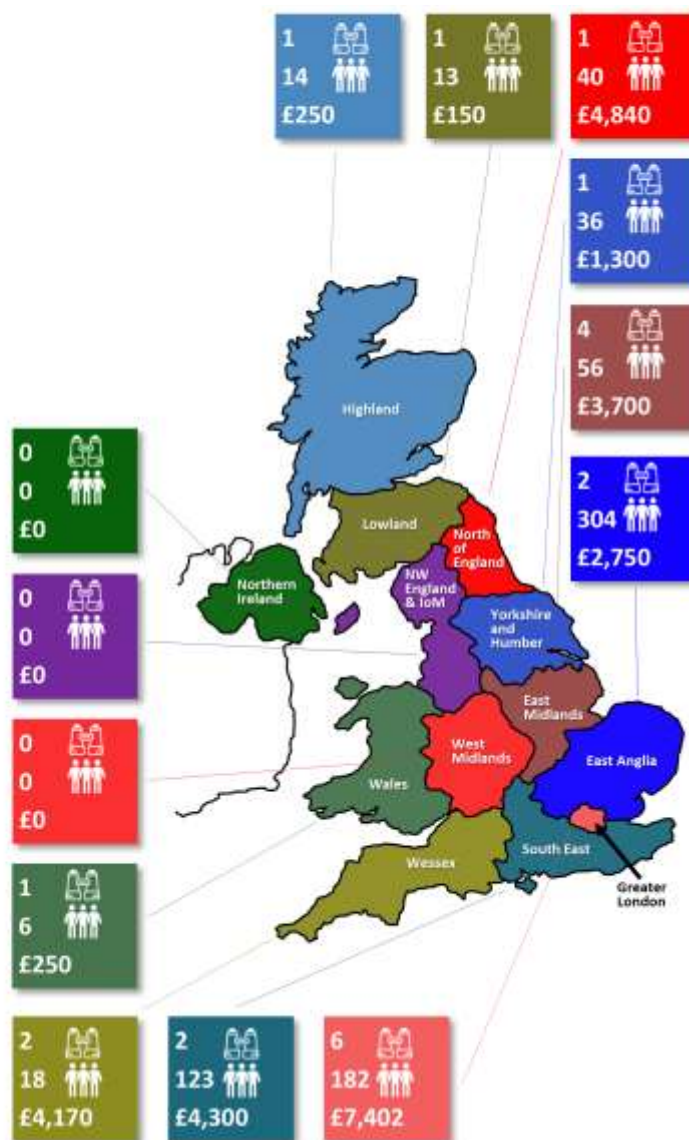 1
14
£250
1
13
£150
1
40
£4,840
1
36
£1,300
4
56
£3,700
2
304
£2,750
0
0
£0
0
0
£0
0
0
£0
1
6
£250
2
18
£4,170
2
123
£4,300
6
182
£7,402
Highland
Lowland
North
of
England
Northern
Ireland
NW
England
& IoM
Yorkshire
and
Humber
East
Midlands
West
Midlands
East Anglia
Wales
South East
Wessex
Greater
London